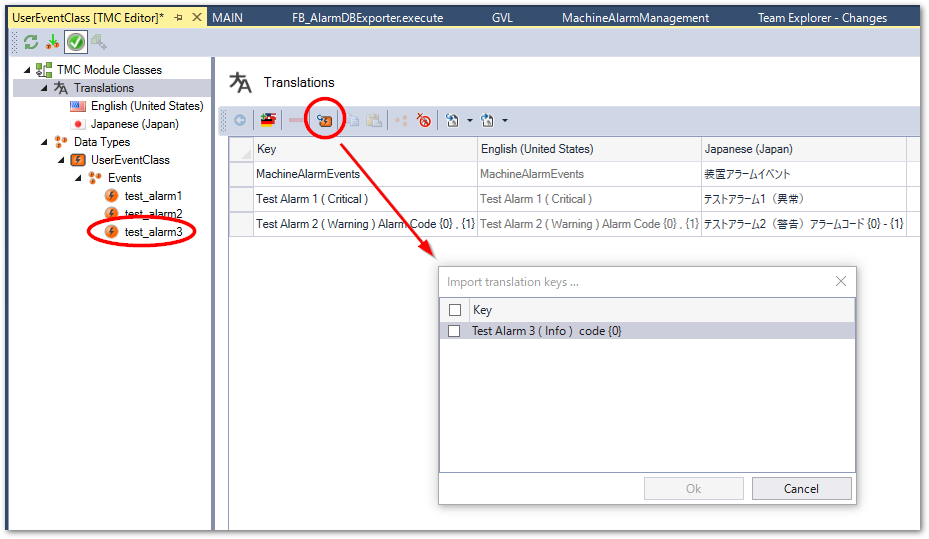 UserEventClass [TMC Editor]*
MAIN
FB_AlarmDBExporter.execute
GVL
MachineAlarmManagement
Team Explorer - Changes
TMC Module Classes
Translations
English (United States)
Japanese (Japan)
Data Types
UserEventClass
Events
test_alarm1
test_alarm2
test_alarm3
Translations
Key English (United States) Japanese (Japan)
MachineAlarmEvents MachineAlarmEvents 装置アラームイベント
Test Alarm 1 ( Critical ) Test Alarm 1 ( Critical ) テストアラーム1（異常）
Test Alarm 2 ( Warning ) Alarm Code {0} , {1} Test Alarm 2 ( Warning ) Alarm Code {0} , {1} テストアラーム2（警告）アラームコード {0} - {1}
Import translation keys ...
Key
Test Alarm 3 ( Info ) code {0}
Ok
Cancel